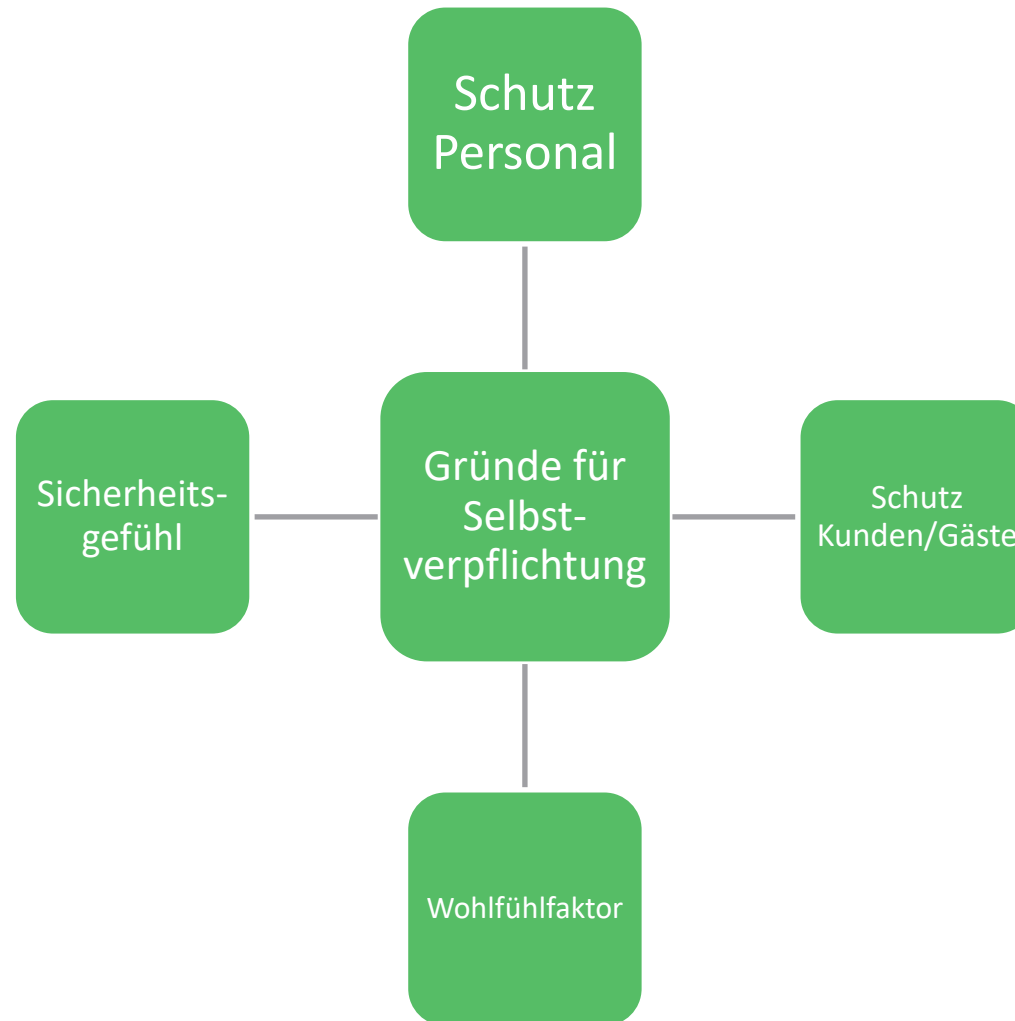 Schutz
Personal
Sicherheits-
gefühl
Gründe für
Selbst-
verpflichtung
Schutz
Kunden/Gäste
Wohlfühlfaktor